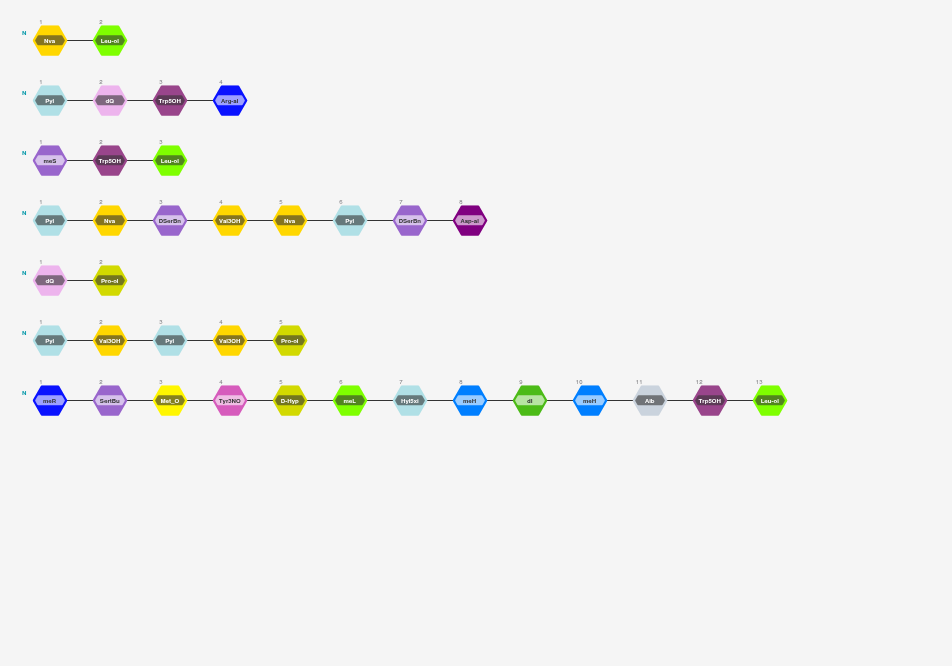 1 2
N Nva Leu-ol
1 2 3 4
N Pyl dQ Trp5OH Arg-al
1 2 3
N meS Trp5OH Leu-ol
1 2 3 4 5 6 7 8
N Pyl Nva DSerBn Val3OH Nva Pyl DSerBn Asp-al
1 2
N dQ Pro-ol
1 2 3 4 5
N Pyl Val3OH Pyl Val3OH Pro-ol
1 2 3 4 5 6 7 8 9 10 11 12 13
N meR SertBu Met_O Tyr3NO D-Hyp meL Hyl5xi meH dI meH Aib Trp5OH Leu-ol